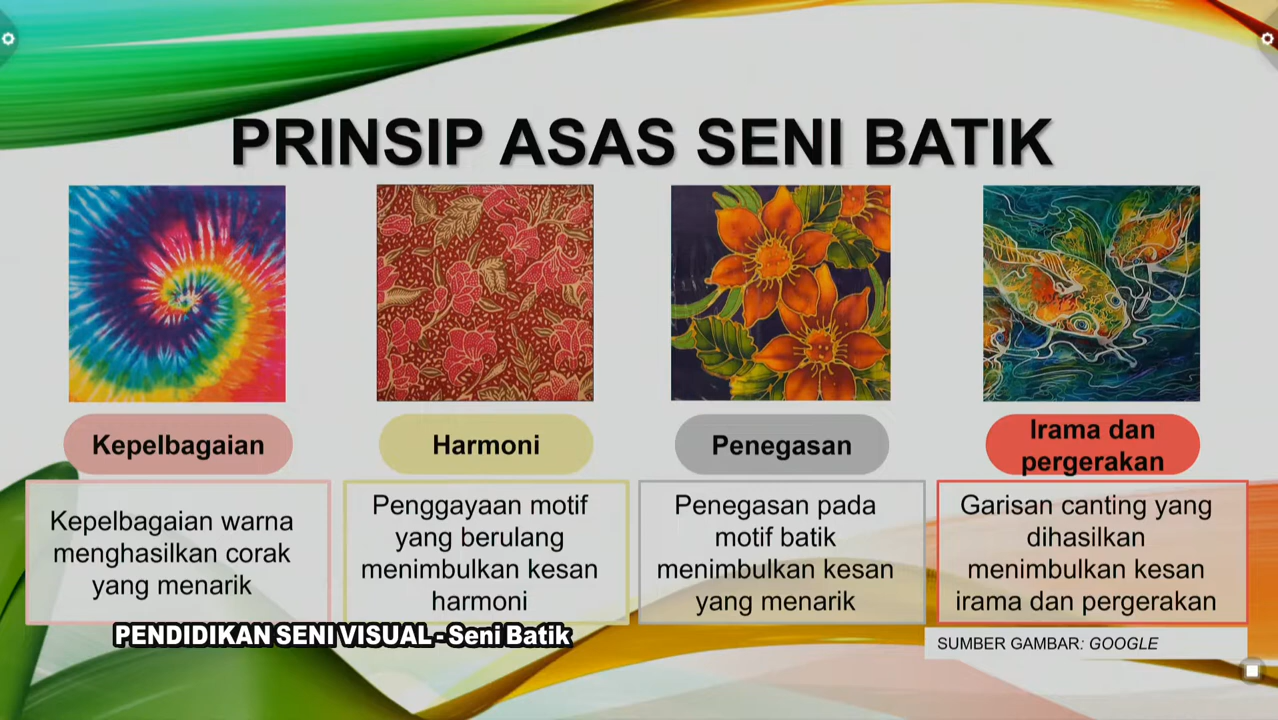 PRINSIP ASAS SENI BATIK
Kepelbagaian
Kepelbagaian warna
menghasilkan corak
yang menarik
Harmoni
Penggayaan motif
yang berulang
menimbulkan kesan
harmoni
Penegasan
Penegasan pada
motif batik
menimbulkan kesan
yang menarik
Irama dan
pergerakan
Garisan canting yang
dihasilkan
menimbulkan kesan
irama dan pergerakan
PENDIDIKAN SENI VISUAL - Seni Batik
SUMBER GAMBAR: GOOGLE